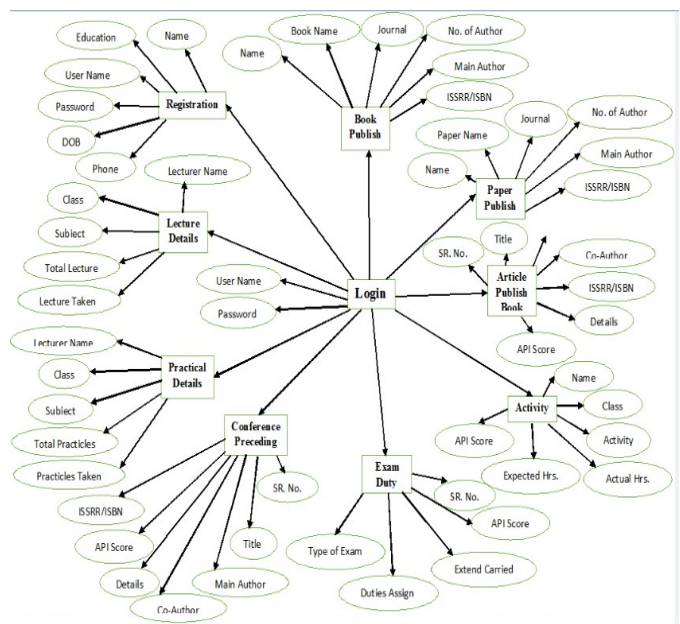 Education
Name
User Name
Registration
Password
DOB
Phone
Book Name
Journal
No. of Author
Name
Main Author
ISSRR/ISBN
Book
Publish
Paper Name
Journal
No. of Author
Name
Main Author
ISSRR/ISBN
Paper
Publish
Lecturer Name
Class
Lecture
Details
Subject
Total Lecture
Lecture Taken
User Name
Password
Login
SR. No.
Title
Co-Author
Article
Publish
Book
ISSRR/ISBN
Details
API Score
Lecturer Name
Class
Practical
Details
Subject
Total Practicles
Practicles Taken
Name
Activity
Class
API Score
Activity
Expected Hrs.
Actual Hrs.
Conference
Preceding
SR. No.
ISSRR/ISBN
API Score
Title
Details
Main Author
Co-Author
Exam
Duty
SR. No.
API Score
Type of Exam
Extend Carried
Duties Assign